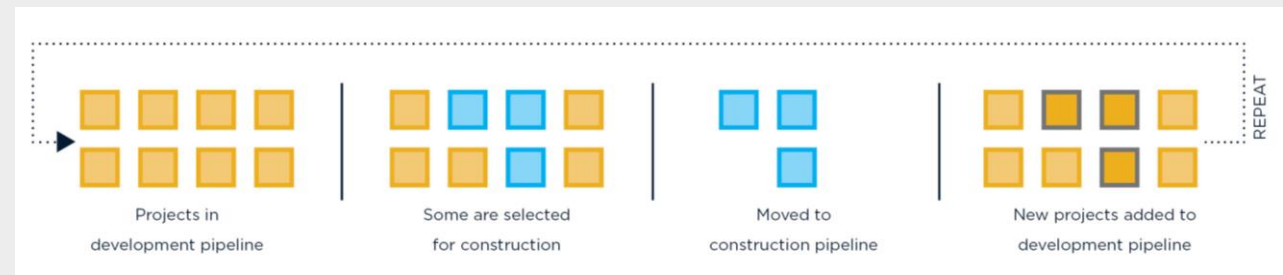 Projects in
development pipeline
Some are selected
for construction
Moved to
construction pipeline
New projects added to
development pipeline
REPEAT